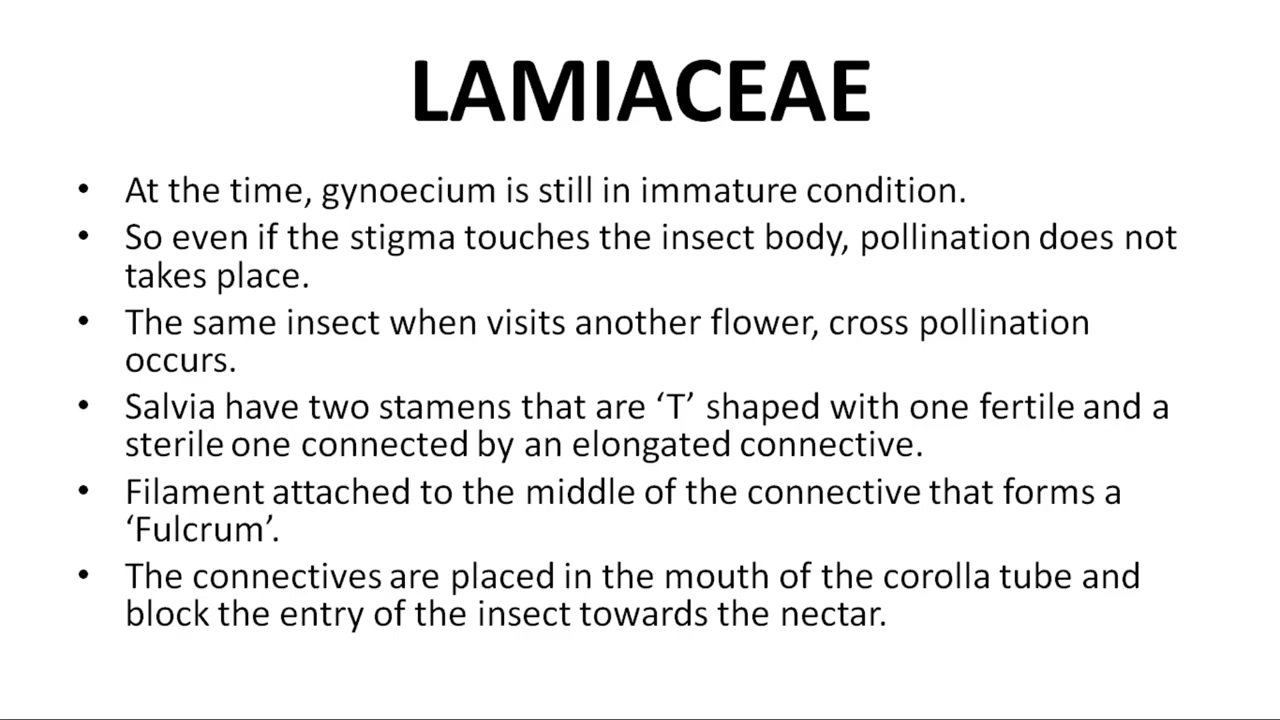 LAMIACEAE
• At the time, gynoecium is still in immature condition.
• So even if the stigma touches the insect body, pollination does not
takes place.
• The same insect when visits another flower, cross pollination
occurs.
• Salvia have two stamens that are ‘T’ shaped with one fertile and a
sterile one connected by an elongated connective.
• Filament attached to the middle of the connective that forms a
‘Fulcrum’.
• The connectives are placed in the mouth of the corolla tube and
block the entry of the insect towards the nectar.